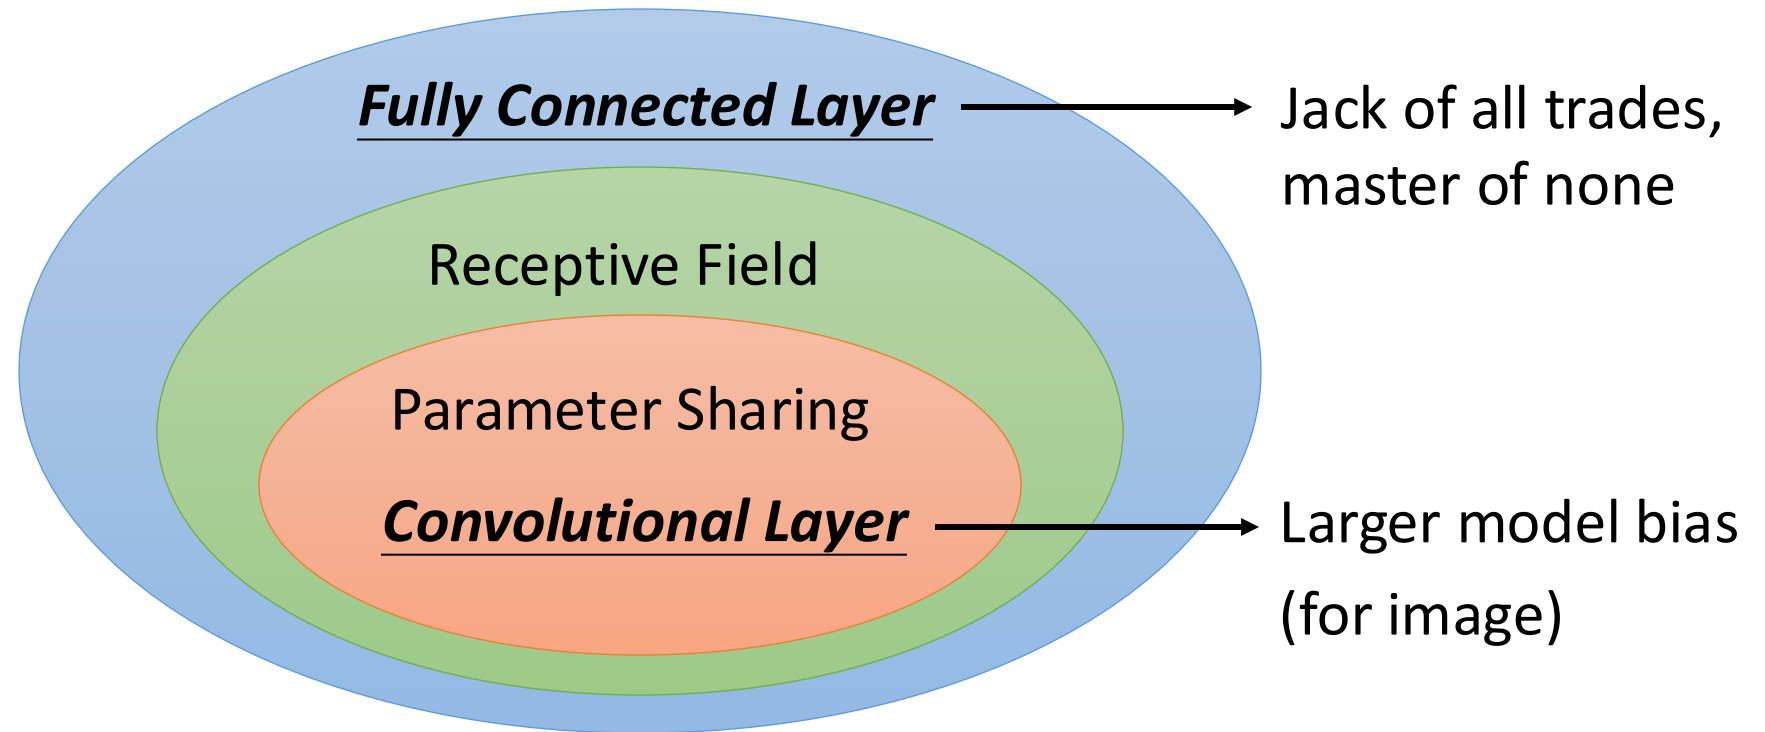 Fully Connected Layer
Jack of all trades,
master of none
Receptive Field
Parameter Sharing
Convolutional Layer
Larger model bias
(for image)